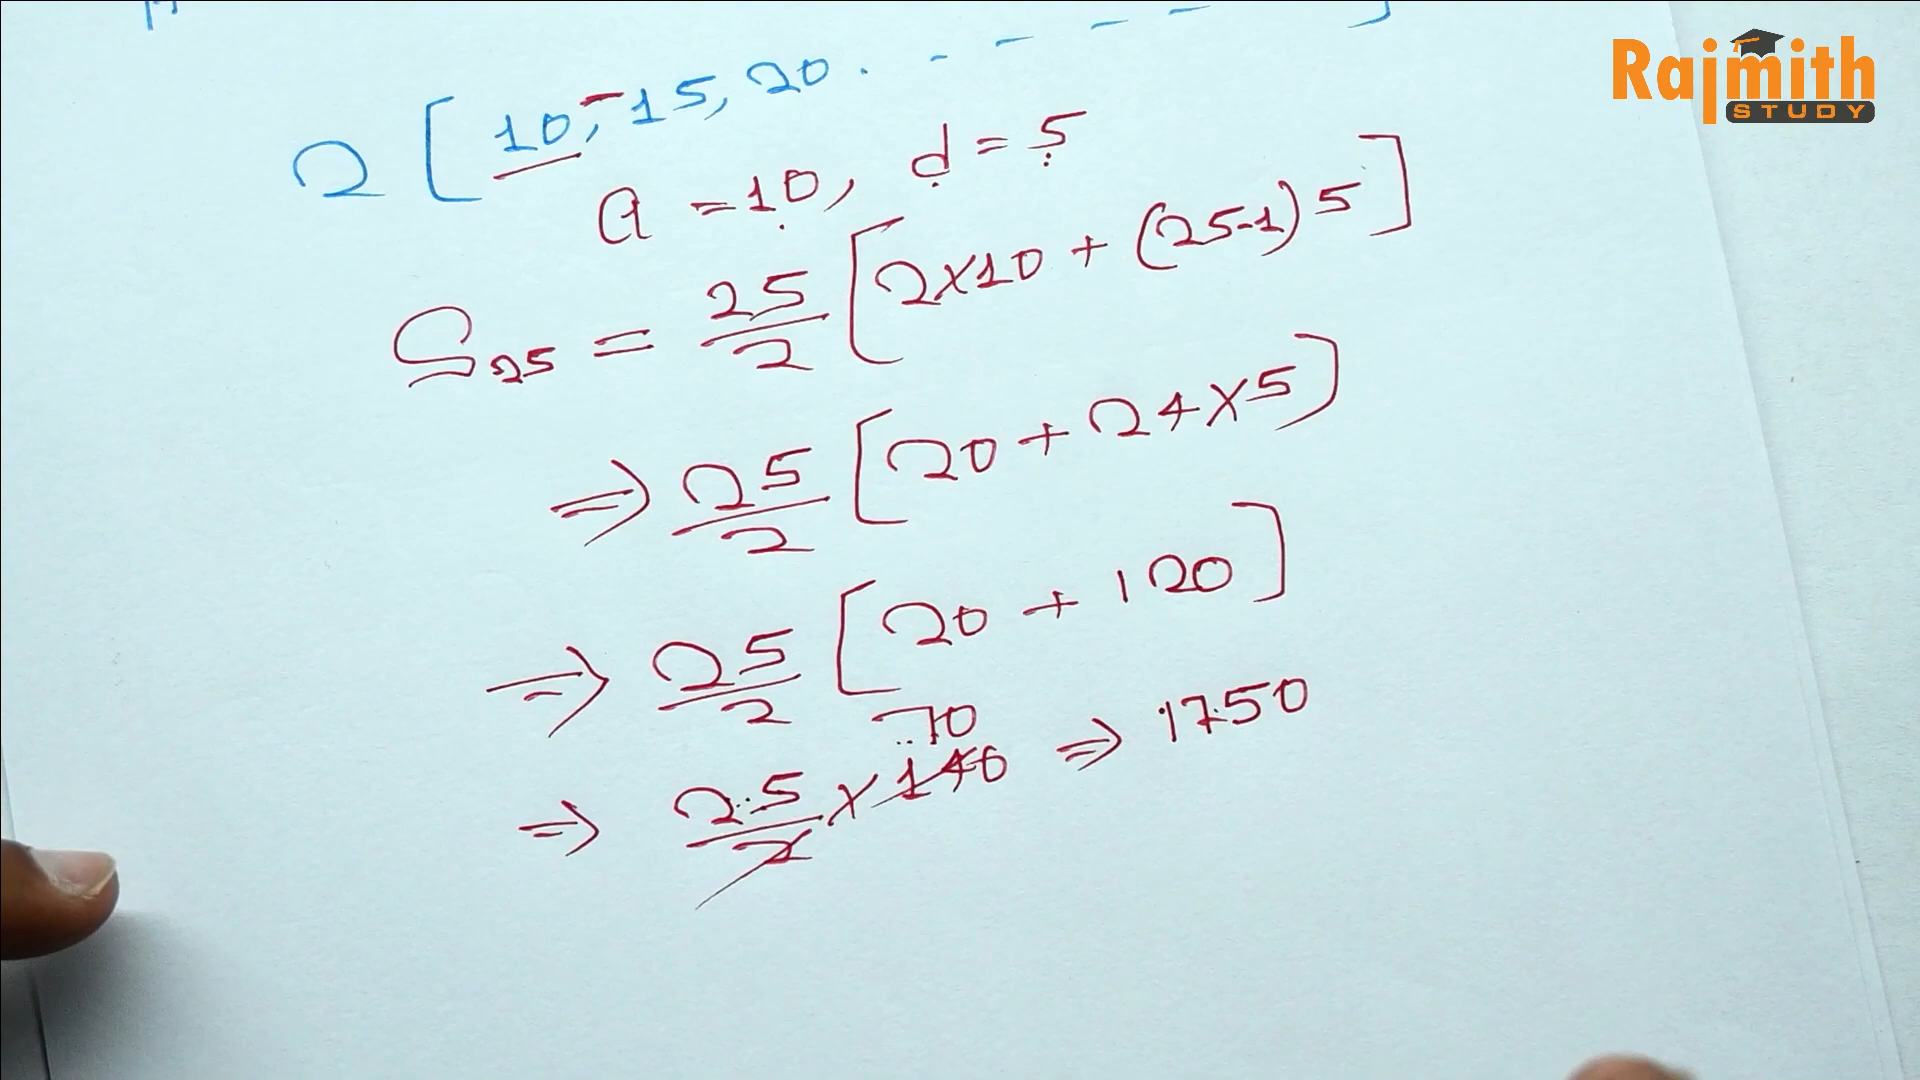 Rajmith
STUDY
2 [ 10, 15, 20 . - - - - ]
a = 10, d = 5
S25 = 25/2 [ 2×10 + (25-1) 5 ]
⇒ 25/2 [ 20 + 24×5 ]
⇒ 25/2 [ 20 + 120 ]
70
⇒ 25/2 × 140 ⇒ 1750